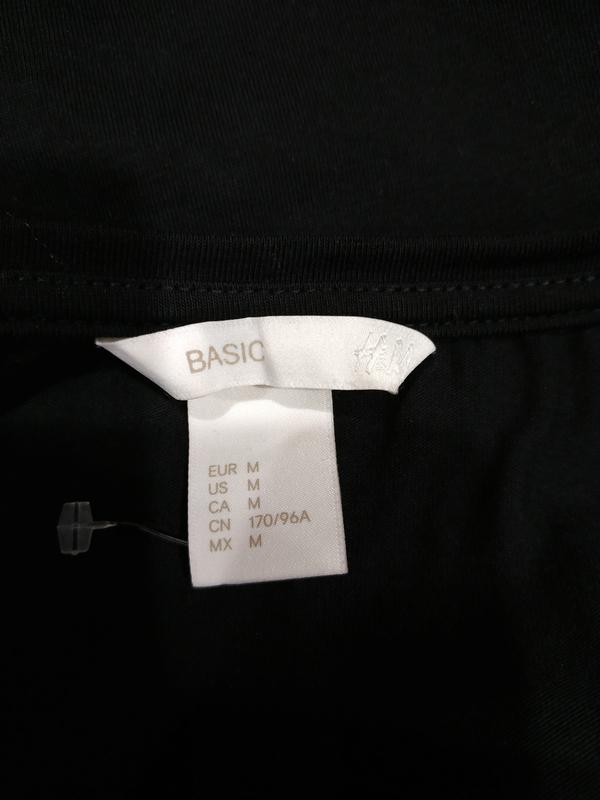 BASIC
H&M
EUR M
US M
CA M
CN 170/96A
MX M